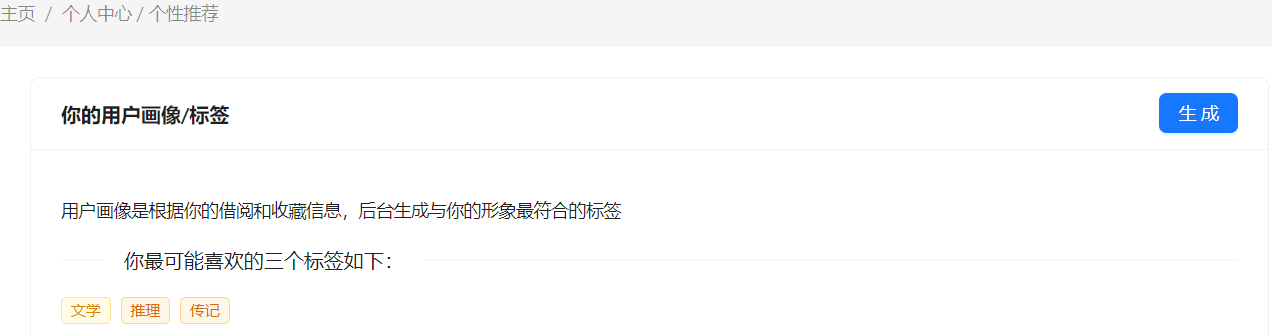 主页 / 个人中心 / 个性推荐
你的用户画像/标签
生成
用户画像是根据你的借阅和收藏信息，后台生成与你的形象最符合的标签
你最可能喜欢的三个标签如下：
文学 推理 传记